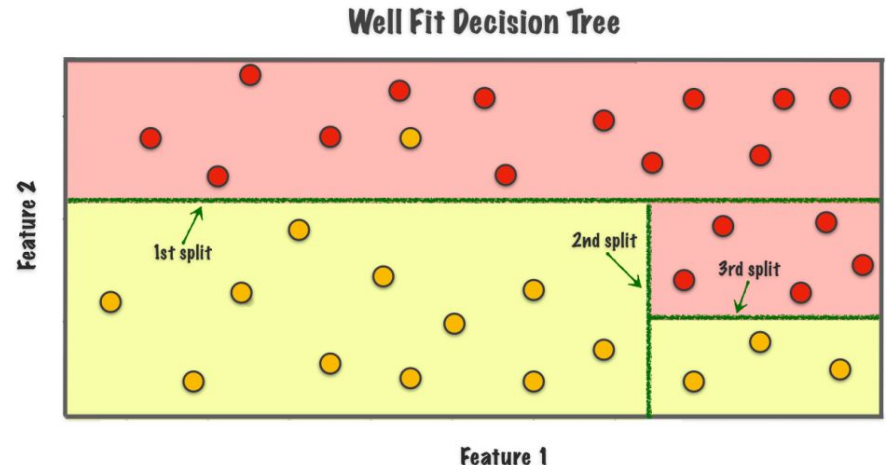 Well Fit Decision Tree
Feature 2
1st split
2nd split
3rd split
Feature 1